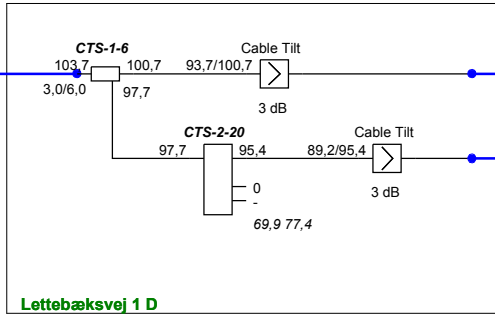 CTS-1-6
Cable Tilt
103,7
100,7
93,7/100,7
3,0/6,0
97,7
3 dB
CTS-2-20
Cable Tilt
97,7
95,4
89,2/95,4
0
-
3 dB
69,9 77,4
Lettebæksvej 1 D